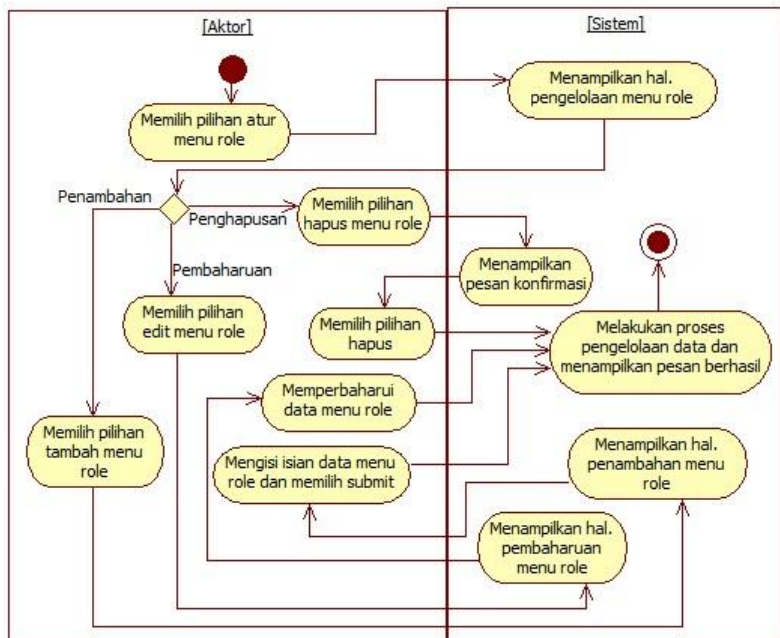 [Aktor]
[Sistem]
Memilih pilihan atur
menu role
Menampilkan hal.
pengelolaan menu role
Penambahan
Penghapusan
Pembaharuan
Memilih pilihan
hapus menu role
Menampilkan
pesan konfirmasi
Memilih pilihan
edit menu role
Memilih pilihan
hapus
Melakukan proses
pengelolaan data dan
menampilkan pesan berhasil
Memperbaharui
data menu role
Memilih pilihan
tambah menu
role
Mengisi isian data menu
role dan memilih submit
Menampilkan hal.
penambahan menu
role
Menampilkan hal.
pembaharuan
menu role